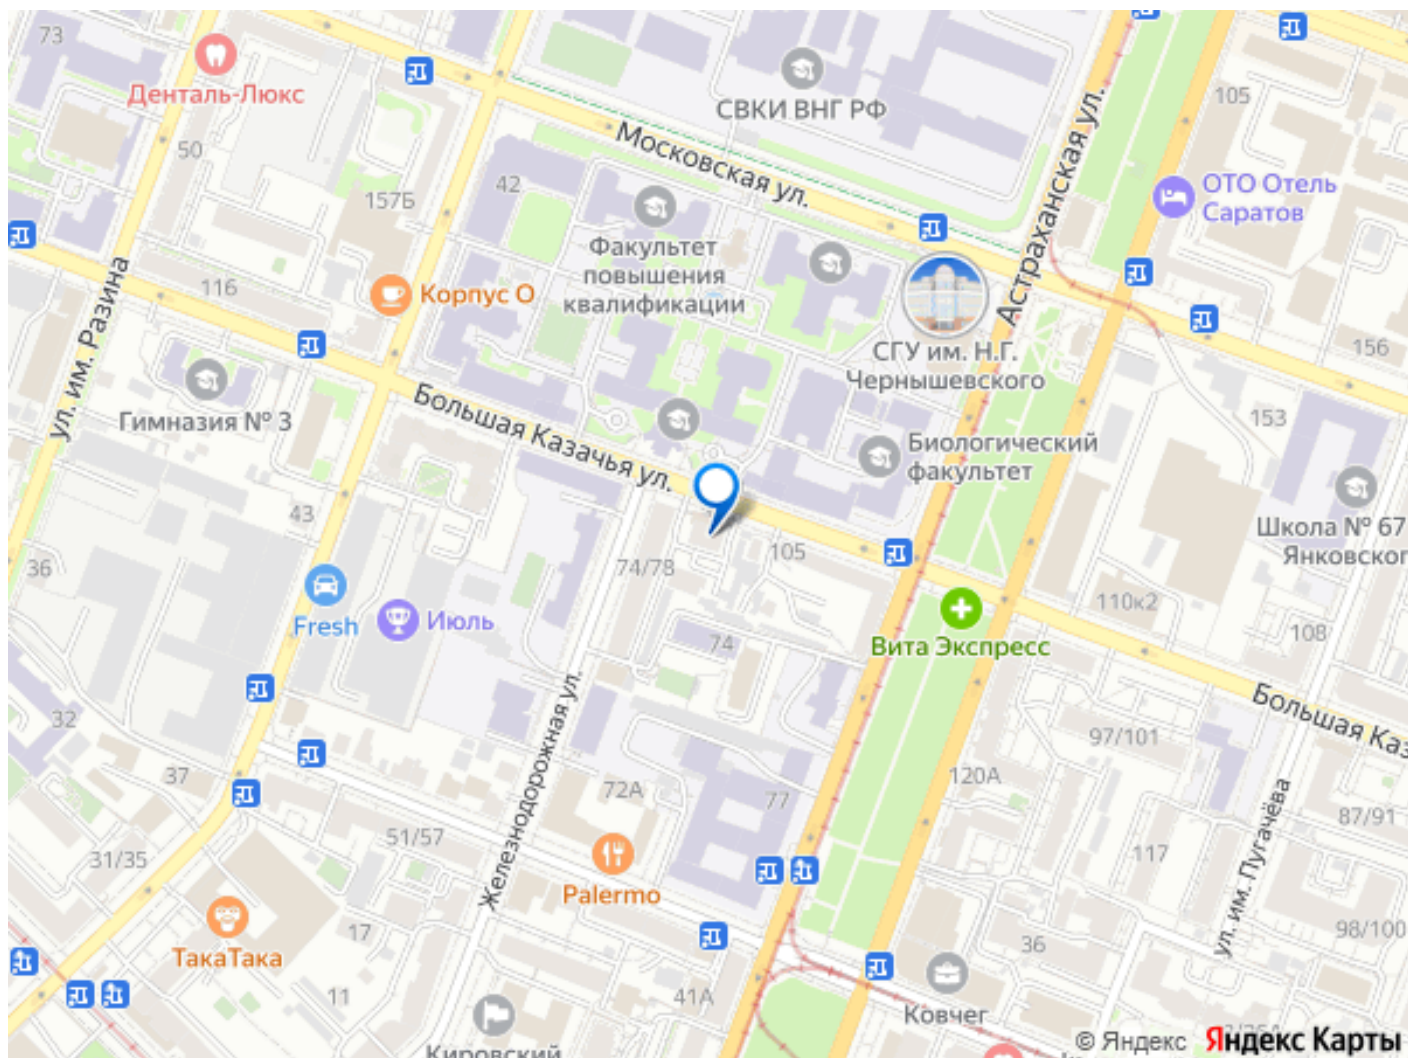 73
Денталь-Люкс
50
157Б
42
СВКИ ВНГ РФ
Московская ул.
Астраханская ул.
105
ОТО Отель
Саратов
Факультет
повышения
квалификации
116
Корпус О
ул. им. Разина
СГУ им. Н.Г.
Чернышевского
156
153
Гимназия № 3
Большая Казачья ул.
Биологический
факультет
Школа № 67
Янковског
43
36
74/78
105
Fresh
Июль
74
110к2
108
Вита Экспресс
Большая Каз
32
37
Железнодорожная ул.
72А
77
97/101
120А
ул. им. Пугачёва
87/91
51/57
31/35
117
Palermo
ТакаТака
17
36
98/100
11
41А
Ковчег
Кировский
© Яндекс
Яндекс Карты